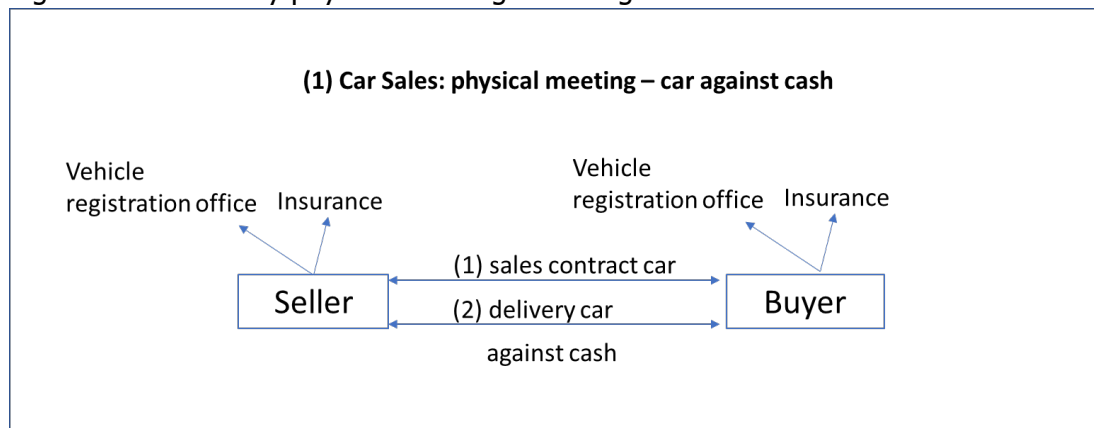 (1) Car Sales: physical meeting – car against cash
Vehicle
registration office
Insurance
Vehicle
registration office
Insurance
(1) sales contract car
Seller
(2) delivery car
Buyer
against cash